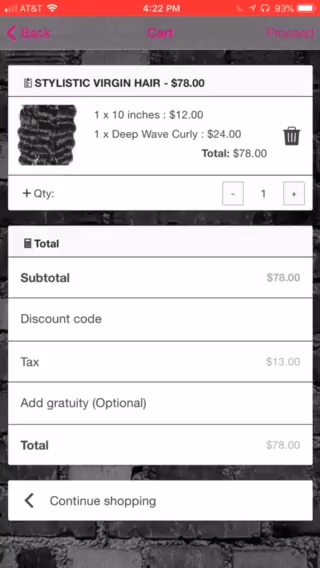 AT&T 4:22 PM 93%
Back Cart Proceed
STYLISTIC VIRGIN HAIR - $78.00
1 x 10 inches : $12.00
1 x Deep Wave Curly : $24.00
Total: $78.00
+ Qty: - 1 +
Total
Subtotal $78.00
Discount code
Tax $13.00
Add gratuity (Optional)
Total $78.00
Continue shopping